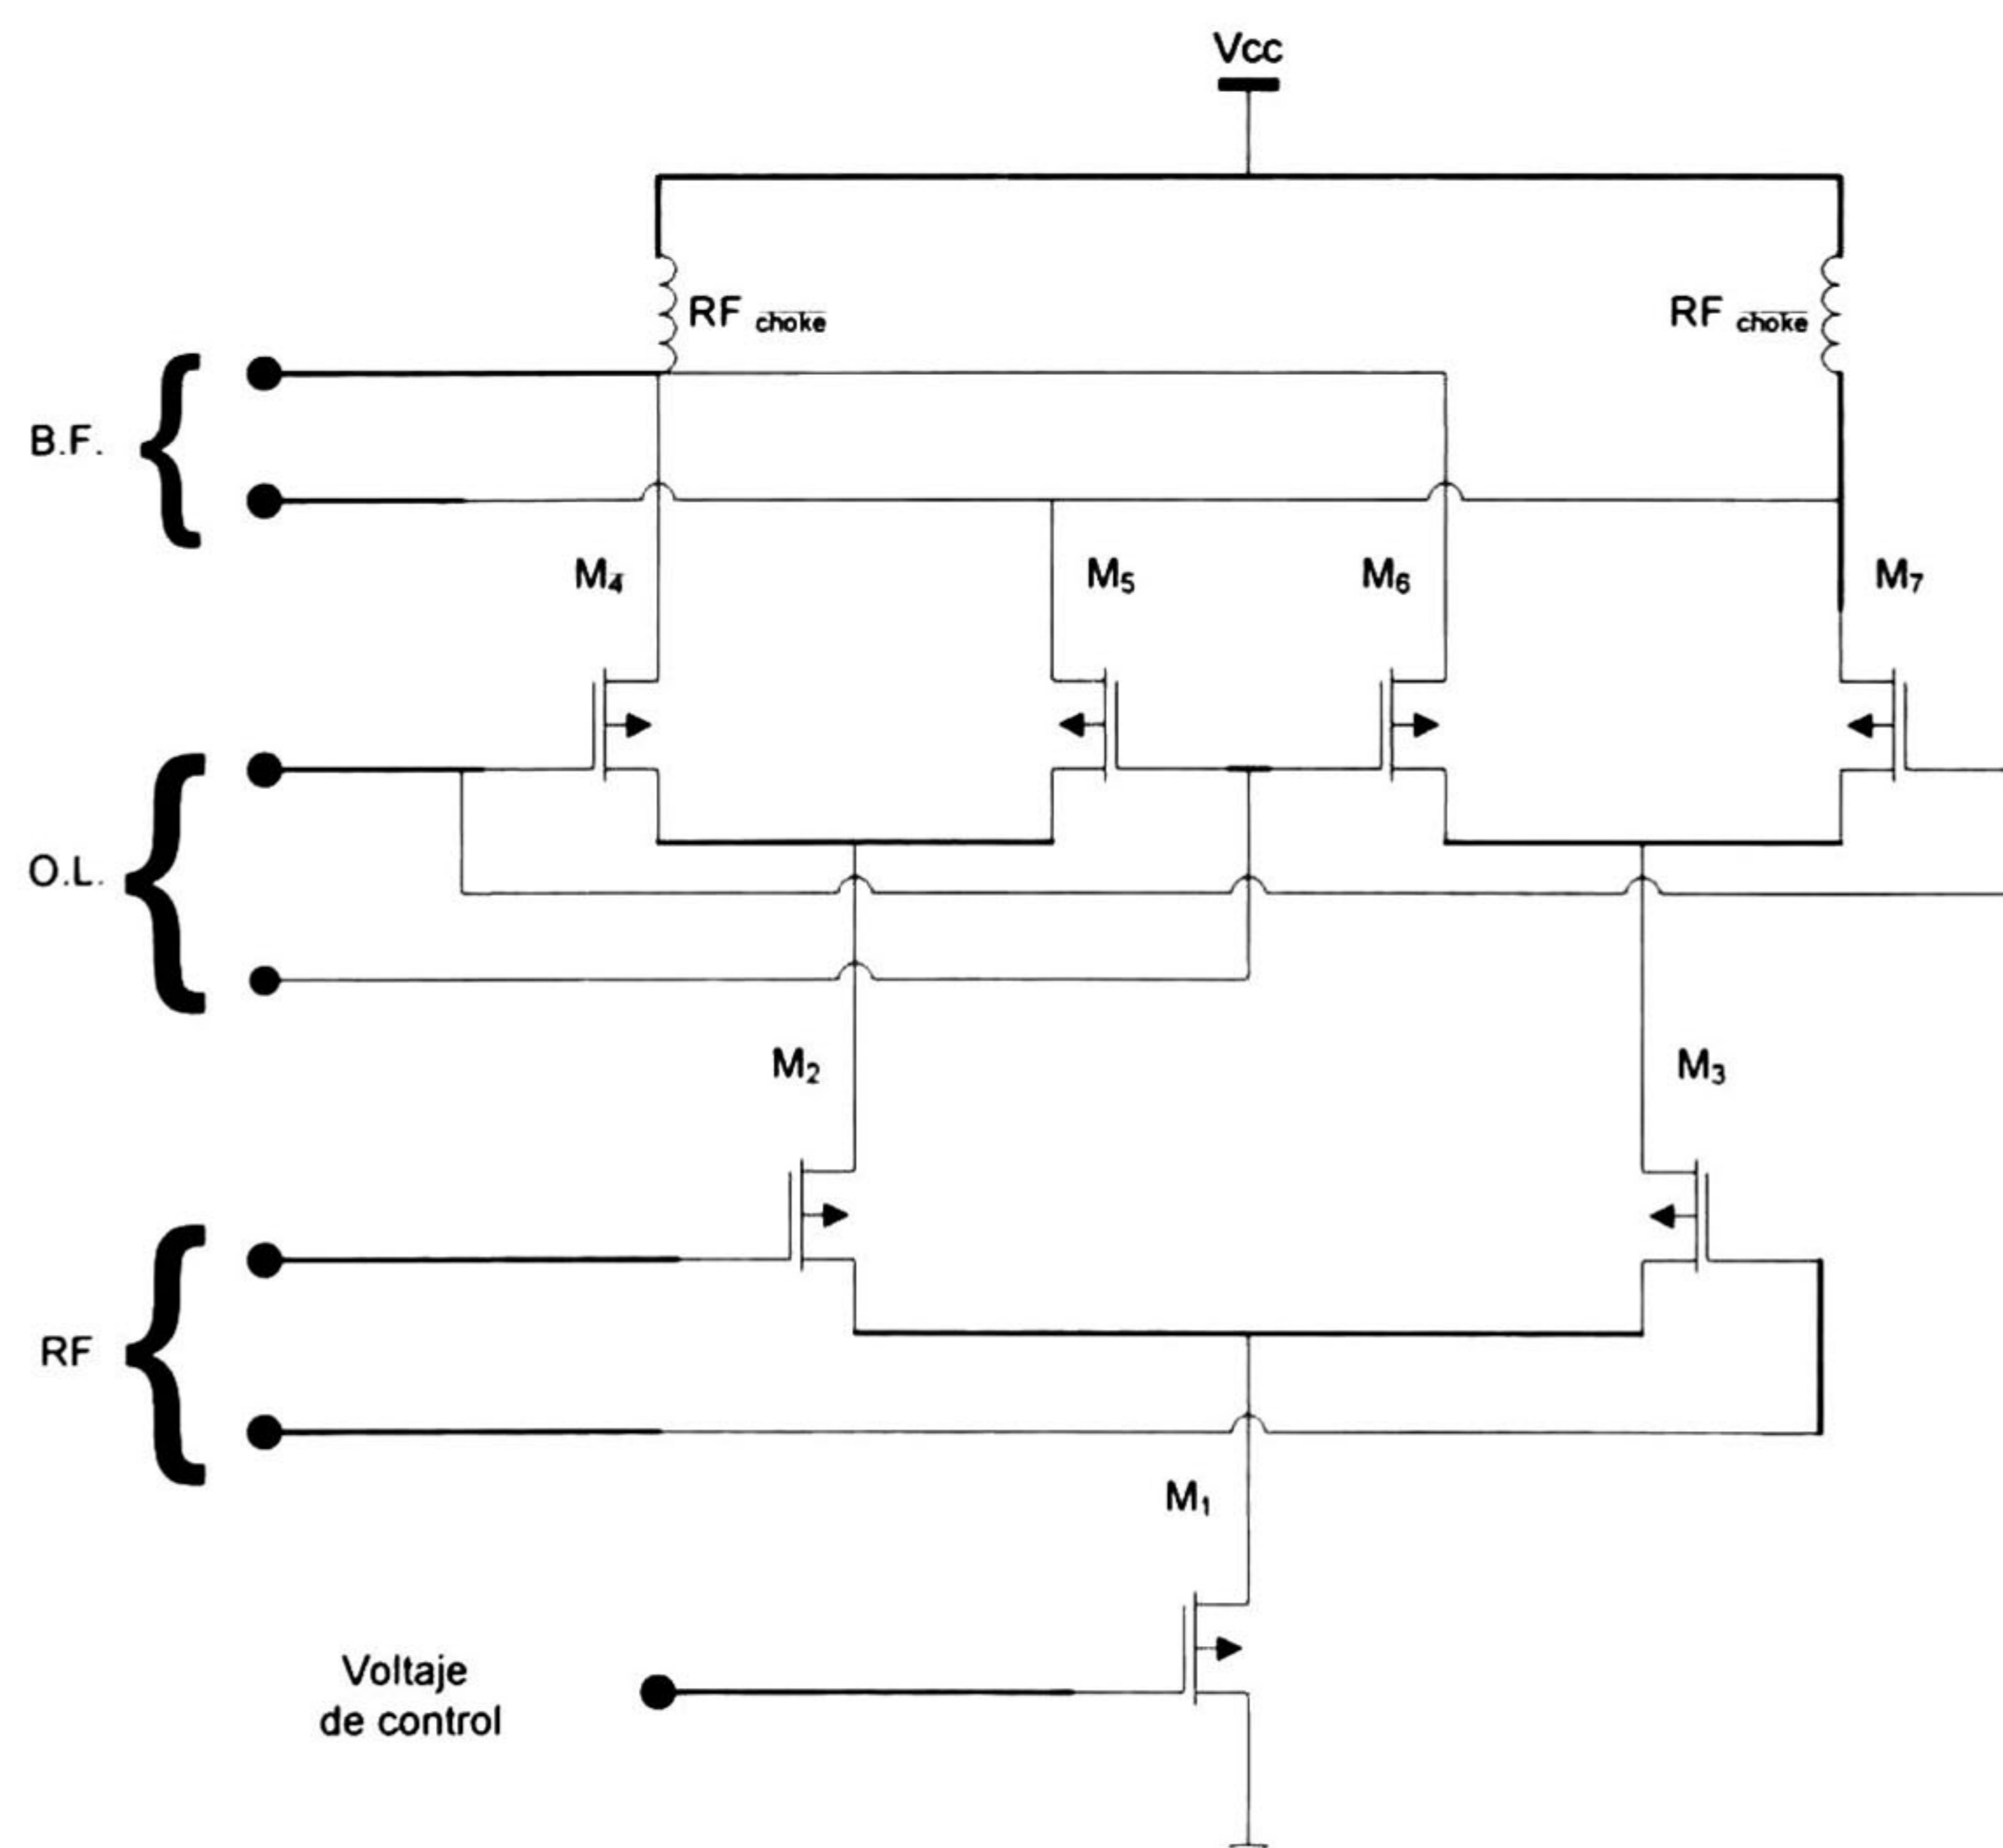 Vcc
RF choke
RF choke
B.F.
M4
M5
M6
M7
O.L.
M2
M3
RF
M1
Voltaje
de control